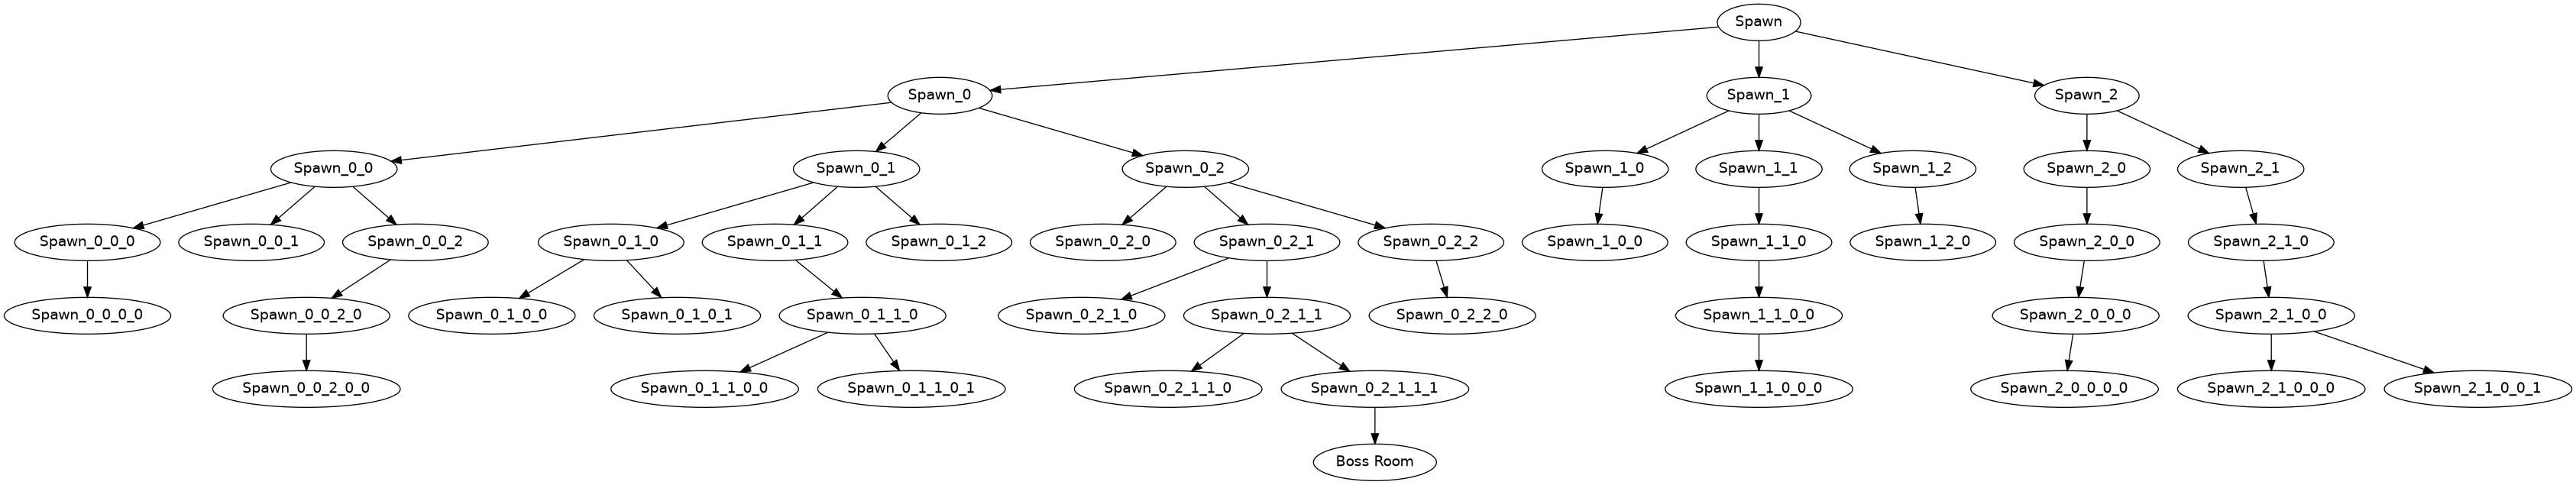 Spawn
Spawn_0
Spawn_1
Spawn_2
Spawn_0_0
Spawn_0_1
Spawn_0_2
Spawn_1_0
Spawn_1_1
Spawn_1_2
Spawn_2_0
Spawn_2_1
Spawn_0_0_0
Spawn_0_0_1
Spawn_0_0_2
Spawn_0_1_0
Spawn_0_1_1
Spawn_0_1_2
Spawn_0_2_0
Spawn_0_2_1
Spawn_0_2_2
Spawn_1_0_0
Spawn_1_1_0
Spawn_1_2_0
Spawn_2_0_0
Spawn_2_1_0
Spawn_0_0_0_0
Spawn_0_0_2_0
Spawn_0_1_0_0
Spawn_0_1_0_1
Spawn_0_1_1_0
Spawn_0_2_1_0
Spawn_0_2_1_1
Spawn_0_2_2_0
Spawn_1_1_0_0
Spawn_2_0_0_0
Spawn_2_1_0_0
Spawn_0_0_2_0_0
Spawn_0_1_1_0_0
Spawn_0_1_1_0_1
Spawn_0_2_1_1_0
Spawn_0_2_1_1_1
Spawn_1_1_0_0_0
Spawn_2_0_0_0_0
Spawn_2_1_0_0_0
Spawn_2_1_0_0_1
Boss Room